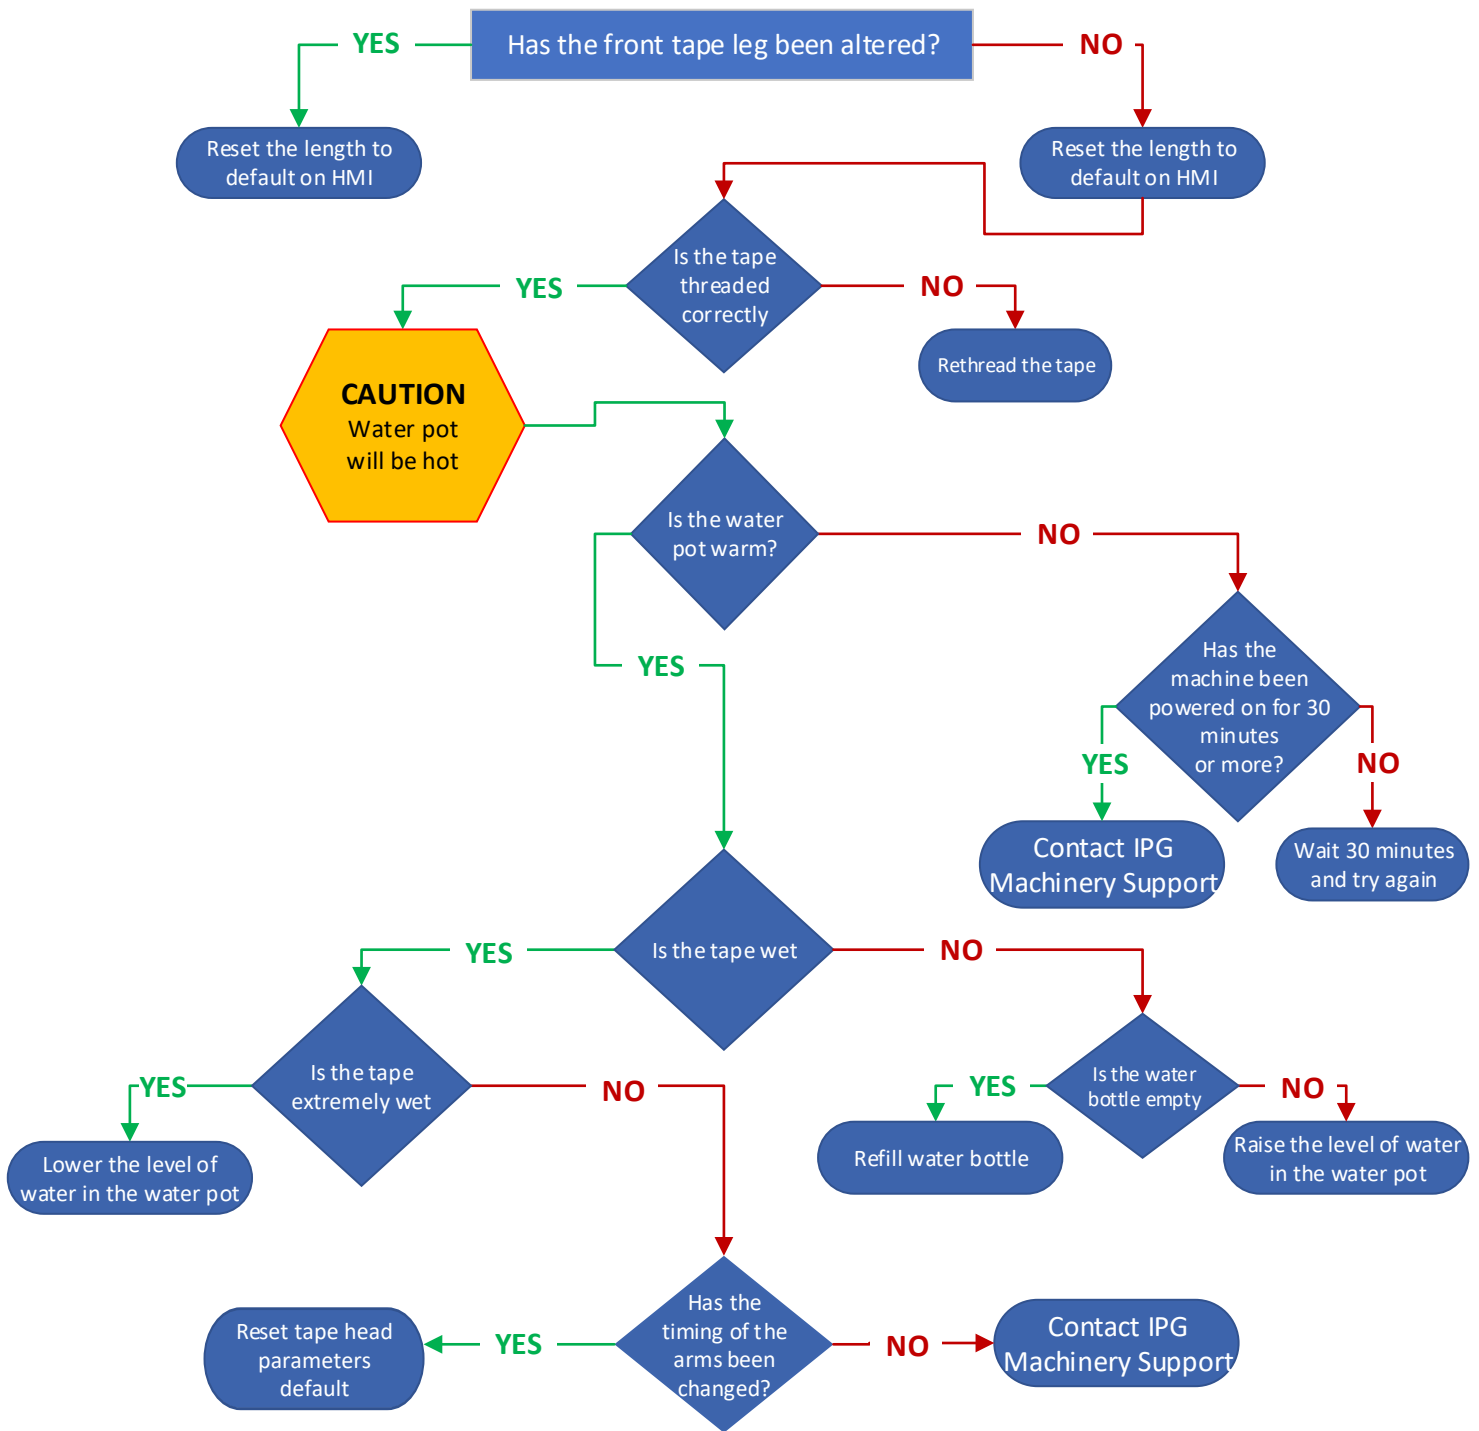 Has the front tape leg been altered?
YES
NO
Reset the length to
default on HMI
Reset the length to
default on HMI
Is the tape
threaded
correctly
YES
NO
CAUTION
Water pot
will be hot
Rethread the tape
Is the water
pot warm?
NO
YES
Has the
machine been
powered on for 30
minutes
or more?
YES
NO
Contact IPG
Machinery Support
Wait 30 minutes
and try again
Is the tape wet
YES
NO
Is the tape
extremely wet
YES
NO
Is the water
bottle empty
YES
NO
Lower the level of
water in the water pot
Refill water bottle
Raise the level of water
in the water pot
Has the
timing of the
arms been
changed?
YES
NO
Reset tape head
parameters
default
Contact IPG
Machinery Support